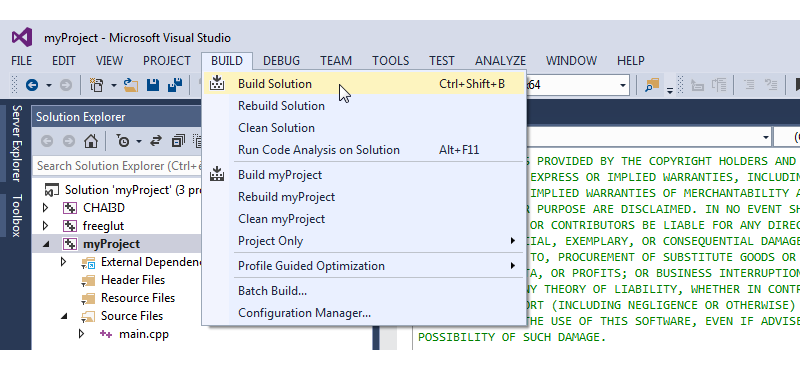 myProject - Microsoft Visual Studio
FILE EDIT VIEW PROJECT BUILD DEBUG TEAM TOOLS TEST ANALYZE WINDOW HELP
Build Solution Ctrl+Shift+B
Rebuild Solution
Clean Solution
Run Code Analysis on Solution Alt+F11
Build myProject
Rebuild myProject
Clean myProject
Project Only
Profile Guided Optimization
Batch Build...
Configuration Manager...
64
Server Explorer
Toolbox
Solution Explorer
Search Solution Explorer (Ctrl+
Solution 'myProject' (3 pr
CHAI3D
freeglut
myProject
External Dependen
Header Files
Resource Files
Source Files
main.cpp
S PROVIDED BY THE COPYRIGHT HOLDERS AND
EXPRESS OR IMPLIED WARRANTIES, INCLUDIN
IMPLIED WARRANTIES OF MERCHANTABILITY A
R PURPOSE ARE DISCLAIMED. IN NO EVENT SH
OR CONTRIBUTORS BE LIABLE FOR ANY DIREC
IAL, EXEMPLARY, OR CONSEQUENTIAL DAMAGE
TO, PROCUREMENT OF SUBSTITUTE GOODS OR
TA, OR PROFITS; OR BUSINESS INTERRUPTION
NY THEORY OF LIABILITY, WHETHER IN CONTR
ORT (INCLUDING NEGLIGENCE OR OTHERWISE)
THE USE OF THIS SOFTWARE, EVEN IF ADVISE
POSSIBILITY OF SUCH DAMAGE.